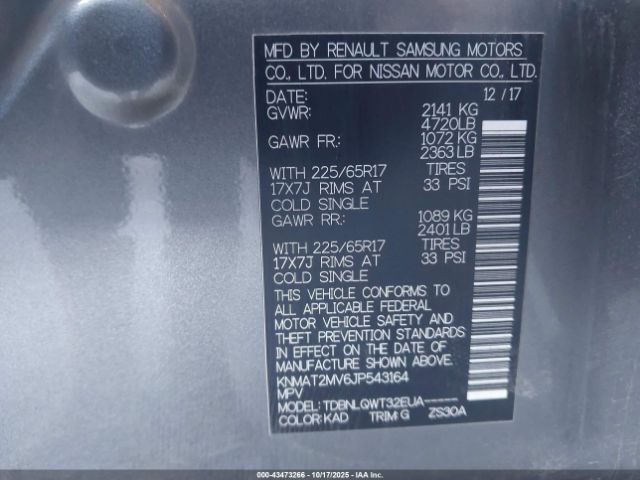 MFD BY RENAULT SAMSUNG MOTORS
CO., LTD. FOR NISSAN MOTOR CO., LTD.
DATE: 12 / 17
GVWR: 2141 KG
4720LB
GAWR FR: 1072 KG
2363 LB
WITH 225/65R17 TIRES
17X7J RIMS AT 33 PSI
COLD SINGLE
GAWR RR: 1089 KG
2401 LB
WITH 225/65R17 TIRES
17X7J RIMS AT 33 PSI
COLD SINGLE
THIS VEHICLE CONFORMS TO
ALL APPLICABLE FEDERAL
MOTOR VEHICLE SAFETY AND
THEFT PREVENTION STANDARDS
IN EFFECT ON THE DATE OF
MANUFACTURE SHOWN ABOVE.
KNMAT2MV6JP543164
MPV
MODEL: TDBNLQWT32EUA-----
COLOR: KAD TRIM: G ZS30A
000-43473266 - 10/17/2025 - COPYRIGHT IAA, LLC.